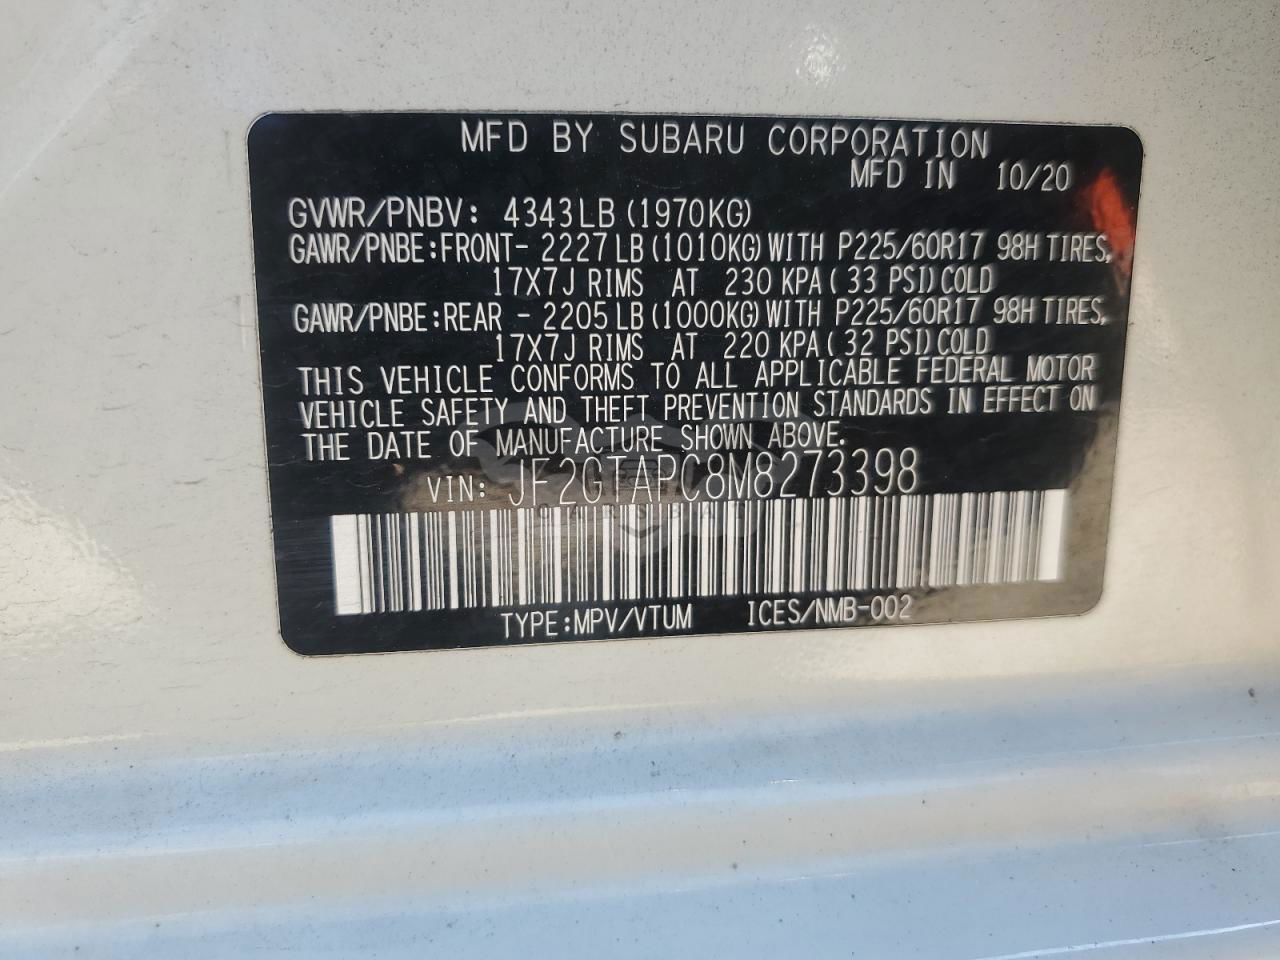 MFD BY SUBARU CORPORATION
MFD IN 10/20
GVWR/PNBV: 4343LB (1970KG)
GAWR/PNBE:FRONT- 2227 LB (1010KG) WITH P225/60R17 98H TIRES,
17X7J RIMS AT 230 KPA ( 33 PSI) COLD
GAWR/PNBE:REAR - 2205 LB (1000KG) WITH P225/60R17 98H TIRES,
17X7J RIMS AT 220 KPA ( 32 PSI) COLD
THIS VEHICLE CONFORMS TO ALL APPLICABLE FEDERAL MOTOR
VEHICLE SAFETY AND THEFT PREVENTION STANDARDS IN EFFECT ON
THE DATE OF MANUFACTURE SHOWN ABOVE.
VIN: JF2GTAPC8M8273398
TYPE:MPV/VTUM ICES/NMB-002